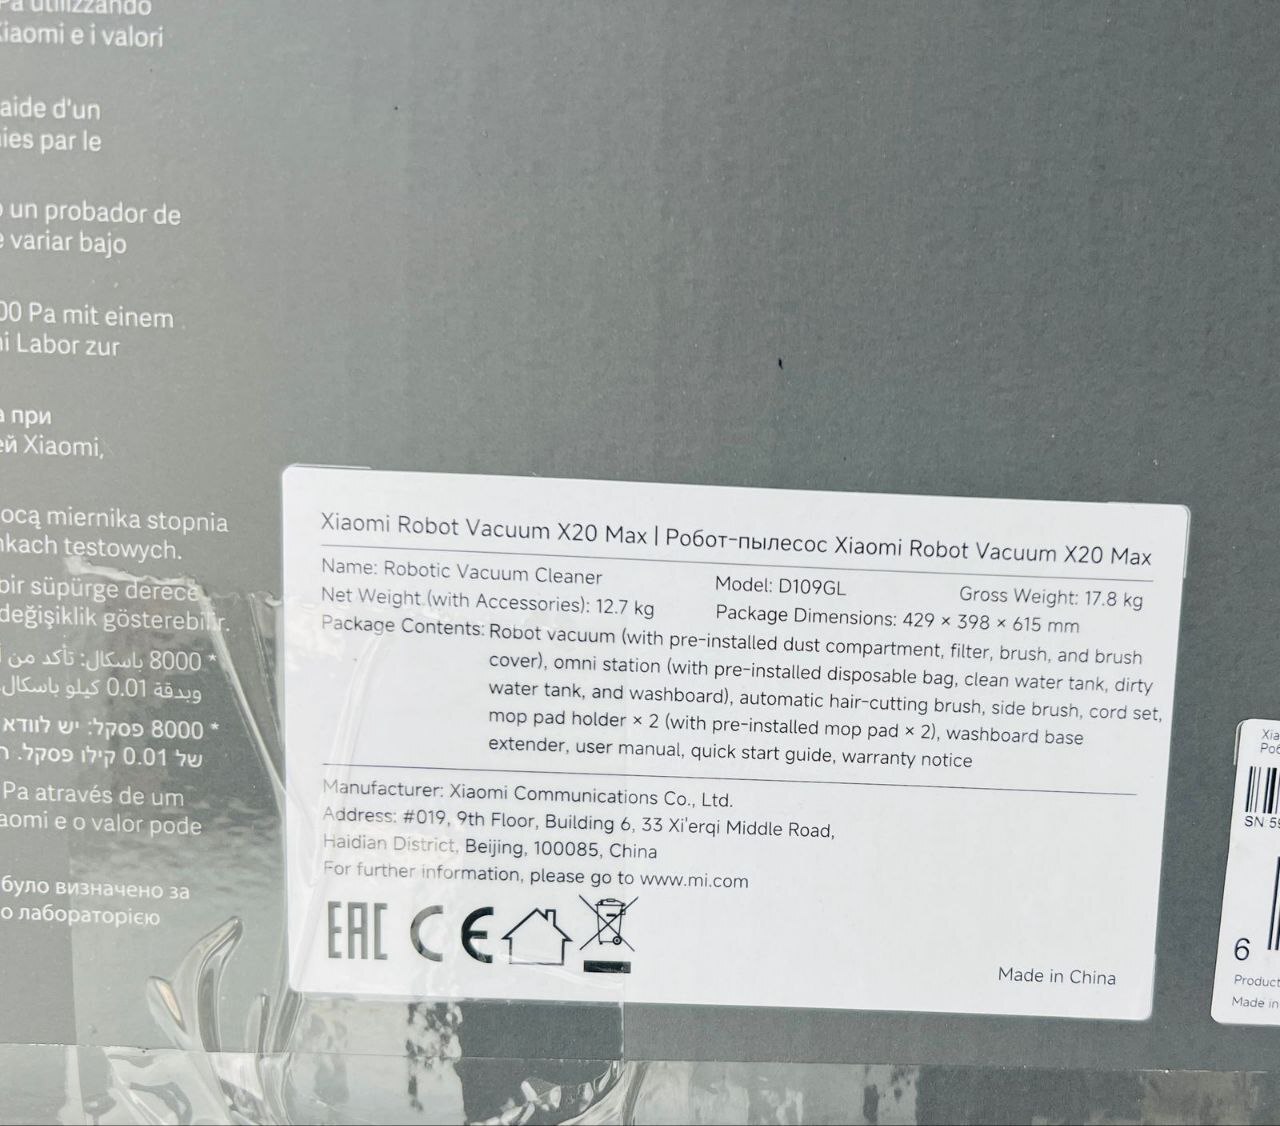 Pa utilizzando
Xiaomi e i valori
aide d'un
par le
un probador de
variar bajo
00 Pa mit einem
Labor zur
при
Xiaomi,
miernika stopnia
testowych.
bir süpürge derece
değişiklik gösterebilir.
* 8000 باسكال: تأكد من
وبدقة 0.01 كيلو باسكال
* 8000 פסקל: יש לוודא
של 0.01 קילו פסקל.
Pa através de um
e o valor pode
було визначено за
лабораторією
Xiaomi Robot Vacuum X20 Max | Робот-пылесос Xiaomi Robot Vacuum X20 Max
Name: Robotic Vacuum Cleaner Model: D109GL Gross Weight: 17.8 kg
Net Weight (with Accessories): 12.7 kg Package Dimensions: 429 × 398 × 615 mm
Package Contents: Robot vacuum (with pre-installed dust compartment, filter, brush, and brush
cover), omni station (with pre-installed disposable bag, clean water tank, dirty
water tank, and washboard), automatic hair-cutting brush, side brush, cord set,
mop pad holder × 2 (with pre-installed mop pad × 2), washboard base
extender, user manual, quick start guide, warranty notice
Manufacturer: Xiaomi Communications Co., Ltd.
Address: #019, 9th Floor, Building 6, 33 Xi'erqi Middle Road,
Haidian District, Beijing, 100085, China
For further information, please go to www.mi.com
EAC CE
Made in China
SN
6
Product
Made in